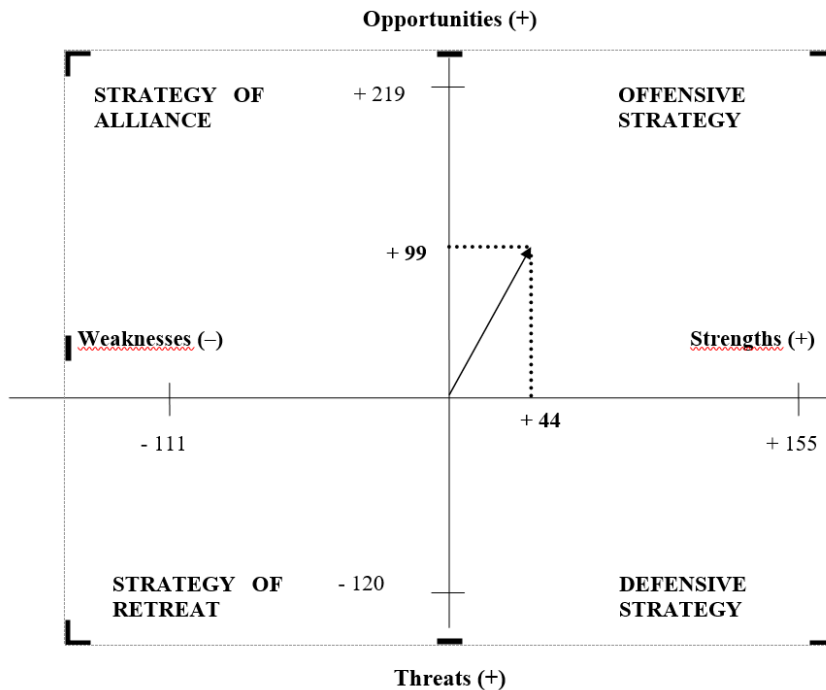 Opportunities (+)
STRATEGY OF
ALLIANCE
+ 219
OFFENSIVE
STRATEGY
+ 99
Weaknesses (–)
Strengths (+)
+ 44
- 111
+ 155
STRATEGY OF
RETREAT
- 120
DEFENSIVE
STRATEGY
Threats (+)